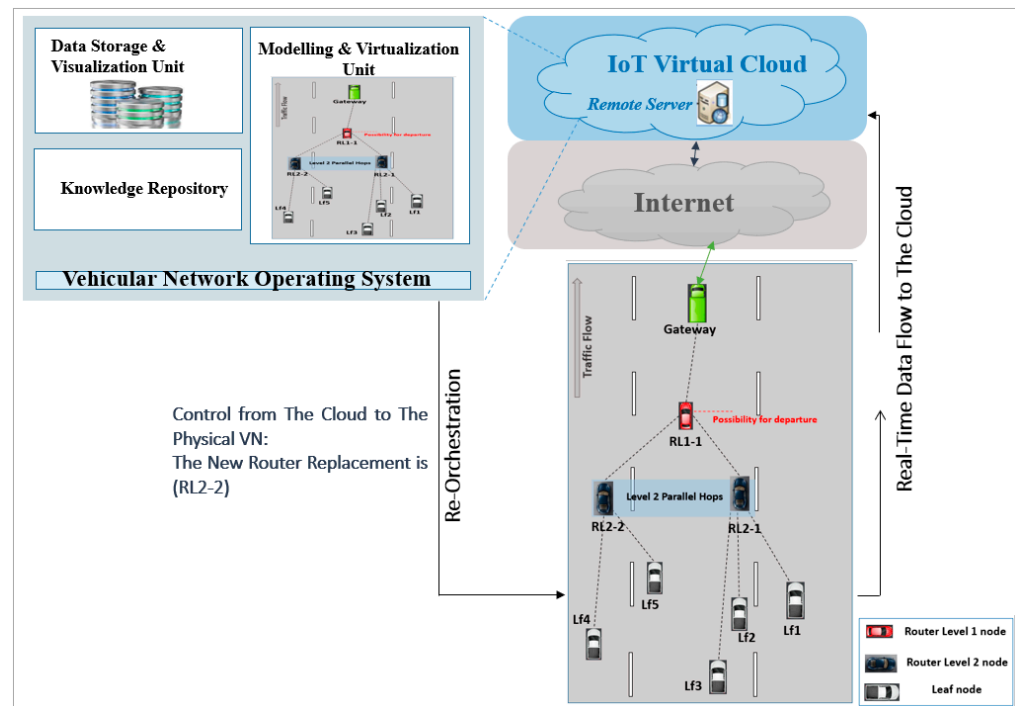 Data Storage &
Visualization Unit
Knowledge Repository
Modelling & Virtualization
Unit
Traffic Flow
Gateway
Possibility for departure
RL1-1
Level 2 Parallel Hops
RL2-2
RL2-1
Lf5
Lf4
Lf2
Lf1
Lf3
Vehicular Network Operating System
IoT Virtual Cloud
Remote Server
Internet
Real-Time Data Flow to The Cloud
Control from The Cloud to The
Physical VN:
The New Router Replacement is
(RL2-2)
Re-Orchestration
Traffic Flow
Gateway
Possibility for departure
RL1-1
Level 2 Parallel Hops
RL2-2
RL2-1
Lf5
Lf4
Lf2
Lf1
Lf3
Router Level 1 node
Router Level 2 node
Leaf node